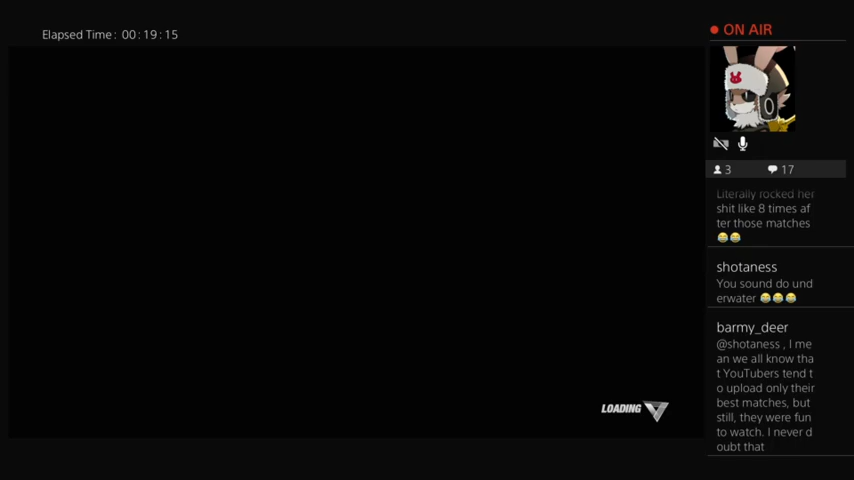 Elapsed Time: 00:19:15
ON AIR
3
17
Literally rocked her
shit like 8 times af
ter those matches
😂😂
shotaness
You sound do und
erwater 😂😂😂
barmy_deer
@shotaness , I me
an we all know tha
t YouTubers tend t
o upload only their
best matches, but
still, they were fun
to watch. I never d
oubt that
LOADING